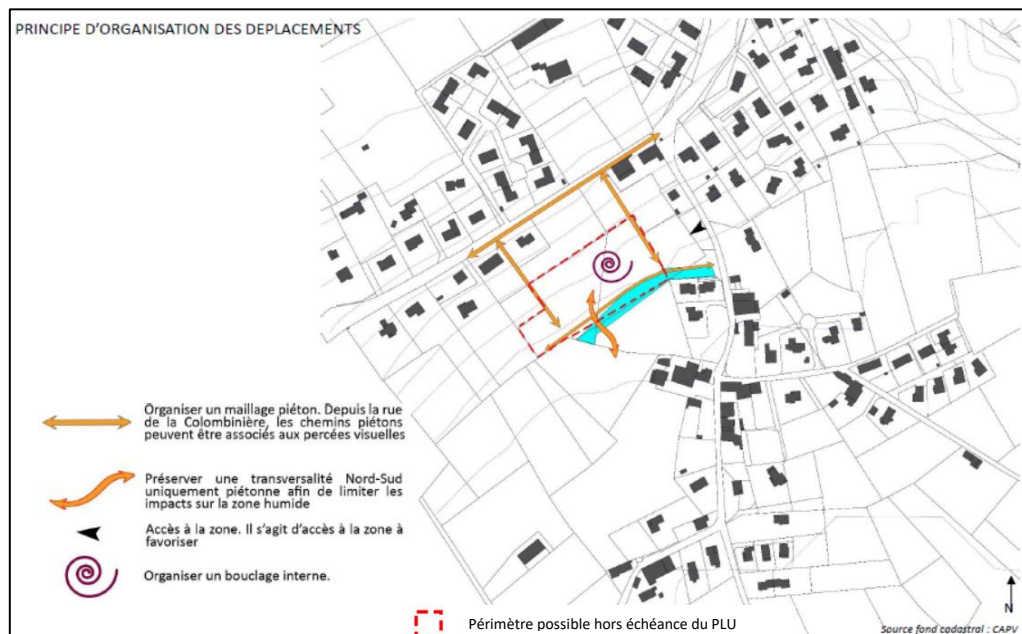 PRINCIPE D'ORGANISATION DES DEPLACEMENTS
Organiser un maillage piéton. Depuis la rue
de la Colombinière, les chemins piétons
peuvent être associés aux percées visuelles
Préserver une transversalité Nord-Sud
uniquement piétonne afin de limiter les
impacts sur la zone humide
Accès à la zone. Il s'agit d'accès à la zone à
favoriser
Organiser un bouclage interne.
Périmètre possible hors échéance du PLU
N
Source fond cadastral : CAPV